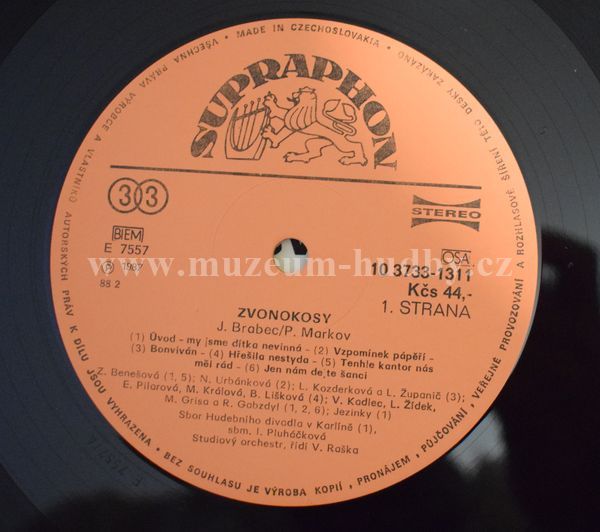 • VŠECHNA PRÁVA VÝROBCE A VLASTNÍKŮ AUTORSKÝCH PRÁV K DÍLU JSOU VYHRAZENA • BEZ SOUHLASU JE VÝROBA KOPIÍ, PRONÁJEM, PŮJČOVÁNÍ, VEŘEJNÉ PROVOZOVÁNÍ A ROZHLASOVÉ ŠÍŘENÍ TÉTO DESKY ZAKÁZÁNO • MADE IN CZECHOSLOVAKIA
SUPRAPHON
33
STEREO
BIEM
E 7557
Ⓟ 1987
88 2
OSA
10 3733-1311
Kčs 44,-
1. STRANA
www.muzeum-hudby.cz
ZVONOKOSY
J. Brabec/P. Markov
(1) Úvod - my jsme dítka nevinná - (2) Vzpomínek pápěří -
(3) Bonviván - (4) Hřešila nestyda - (5) Tenhle kantor nás
měl rád - (6) Jen nám dejte šanci
Z. Benešová (1, 5); N. Urbánková (2); L. Kozderková a L. Županič (3);
E. Pilarová, M. Králová, B. Líšková (4); V. Kodlec, L. Židek,
M. Grisa a R. Gabzdyl (1, 2, 6); Jezinky (1)
Sbor Hudebního divadla v Karlíně (1),
sbm. I. Pluháčková
Studiový orchestr, řídí V. Raška